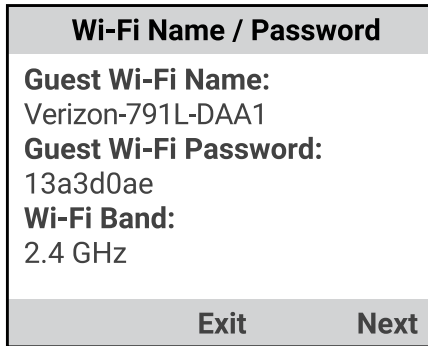 Wi-Fi Name / Password
Guest Wi-Fi Name:
Verizon-791L-DAA1
Guest Wi-Fi Password:
13a3d0ae
Wi-Fi Band:
2.4 GHz
Exit Next